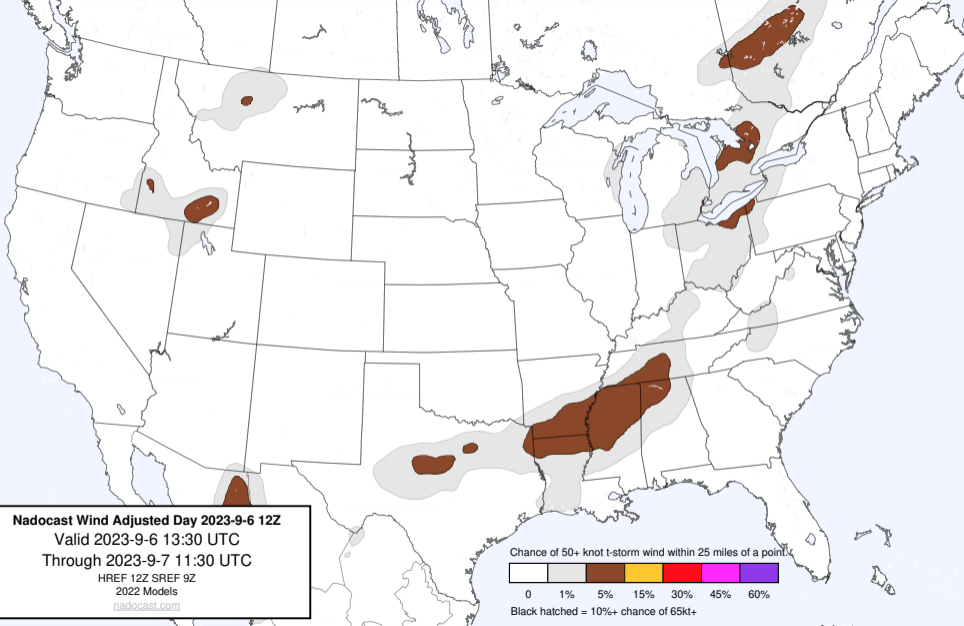 Nadocast Wind Adjusted Day 2023-9-6 12Z
Valid 2023-9-6 13:30 UTC
Through 2023-9-7 11:30 UTC
HREF 12Z SREF 9Z
2022 Models
nadocast.com
Chance of 50+ knot t-storm wind within 25 miles of a point.
0 1% 5% 15% 30% 45% 60%
Black hatched = 10%+ chance of 65kt+